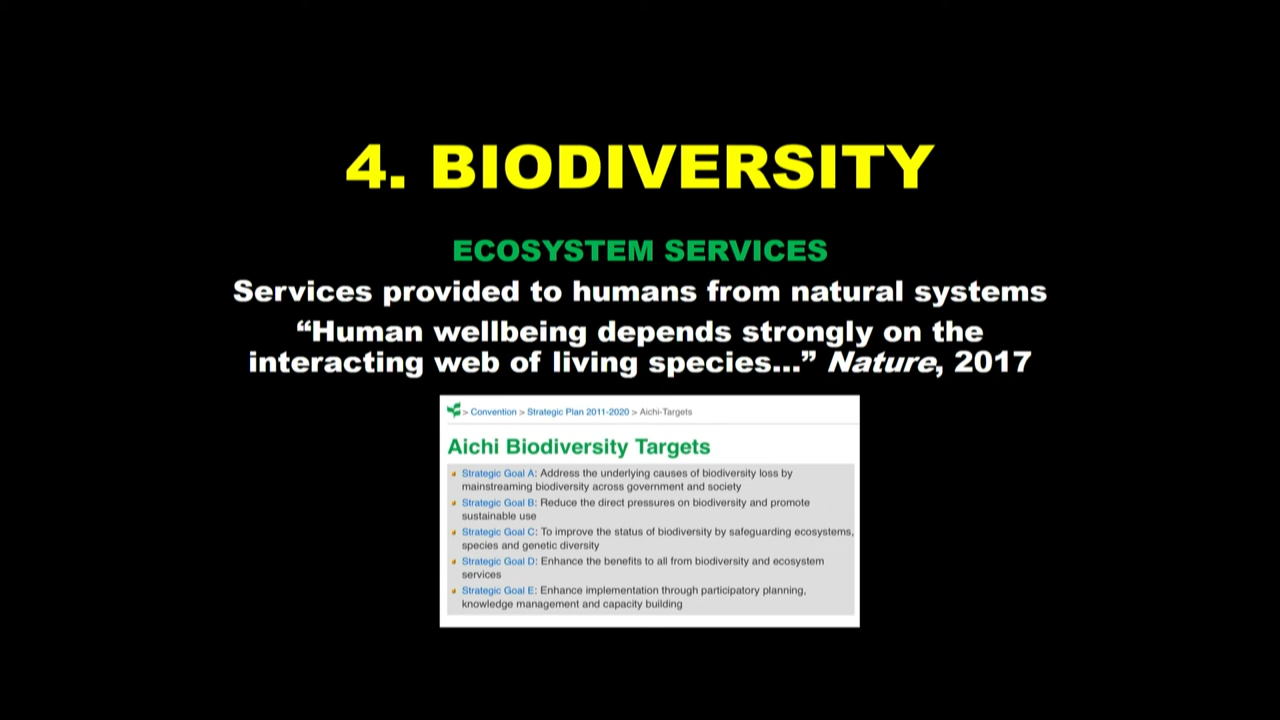 4. BIODIVERSITY
ECOSYSTEM SERVICES
Services provided to humans from natural systems
“Human wellbeing depends strongly on the
interacting web of living species...” Nature, 2017
> Convention > Strategic Plan 2011-2020 > Aichi-Targets
Aichi Biodiversity Targets
Strategic Goal A: Address the underlying causes of biodiversity loss by
mainstreaming biodiversity across government and society
Strategic Goal B: Reduce the direct pressures on biodiversity and promote
sustainable use
Strategic Goal C: To improve the status of biodiversity by safeguarding ecosystems,
species and genetic diversity
Strategic Goal D: Enhance the benefits to all from biodiversity and ecosystem
services
Strategic Goal E: Enhance implementation through participatory planning,
knowledge management and capacity building